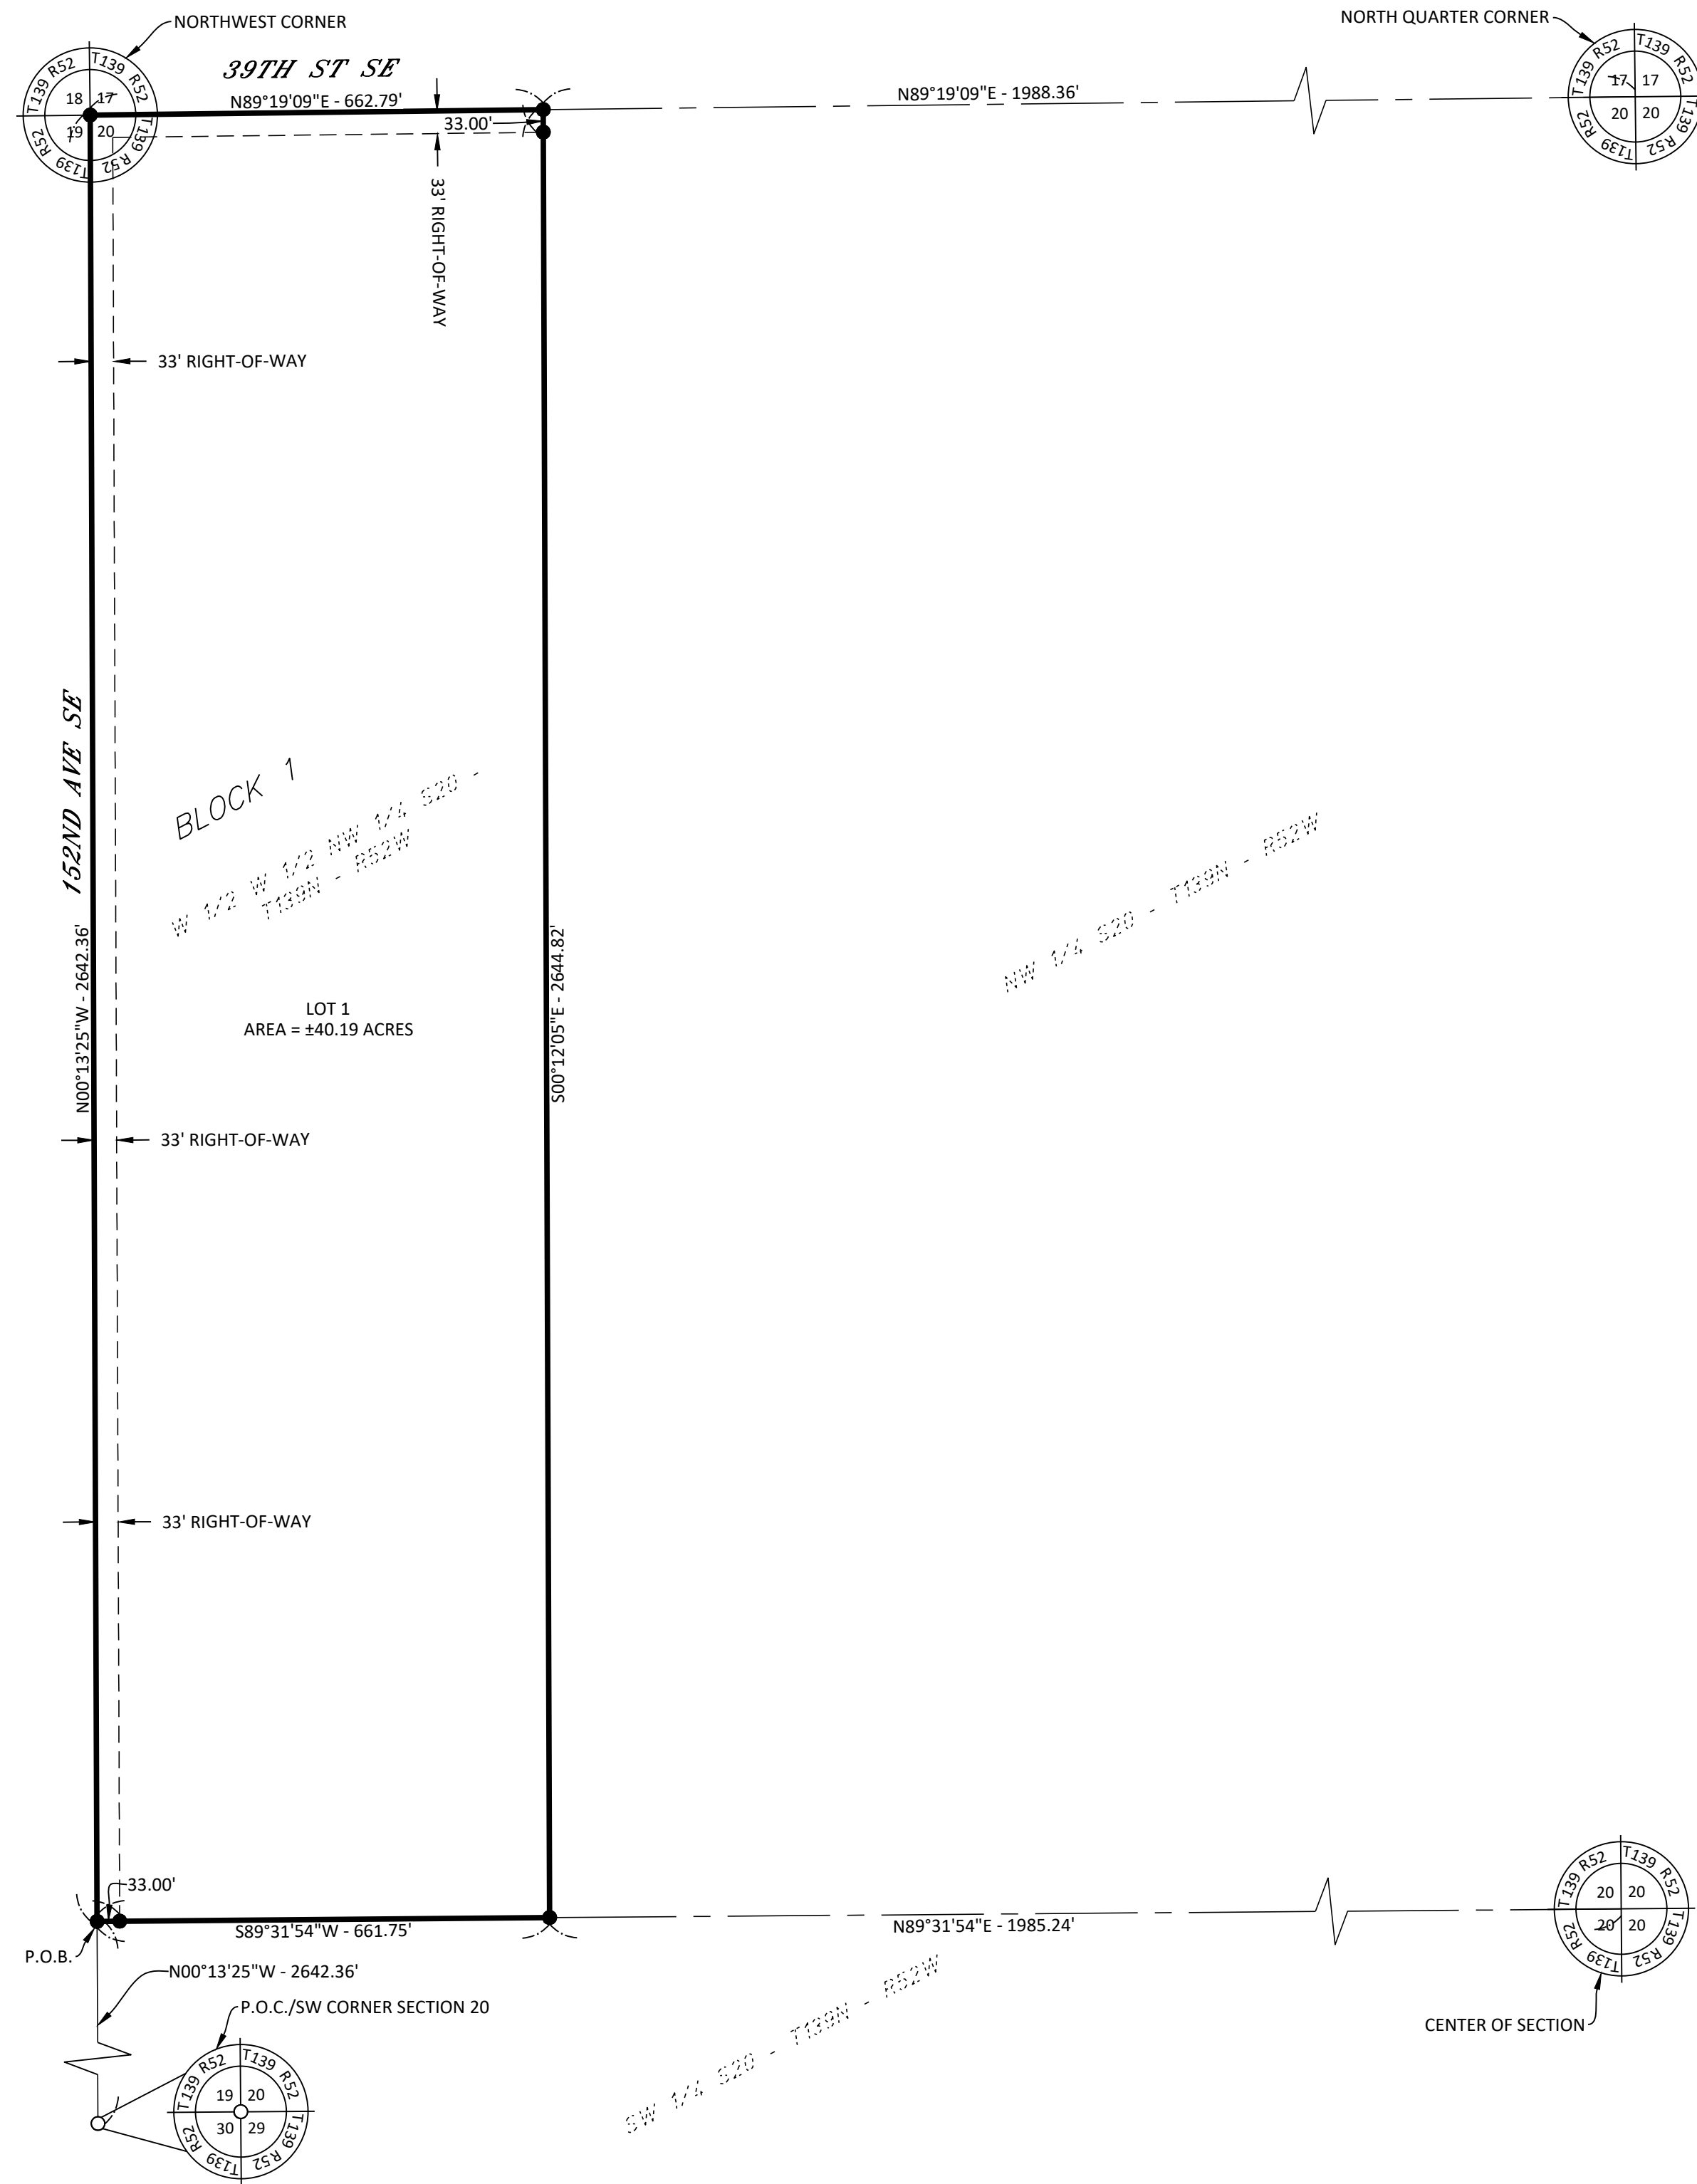 NORTHWEST CORNER
NORTH QUARTER CORNER
T139 R52
T139 R52
T139 R52
T139 R52
18 17
19 20
39TH ST SE
N89°19'09"E - 662.79'
33.00'
N89°19'09"E - 1988.36'
T139 R52
T139 R52
T139 R52
T139 R52
17 17
20 20
33' RIGHT-OF-WAY
33' RIGHT-OF-WAY
152ND AVE SE
BLOCK 1
W 1/2 W 1/2 NW 1/4 S20 -
T139N - R52W
NW 1/4 S20 - T139N - R52W
N00°13'25"W - 2642.36'
S00°12'05"E - 2644.82'
LOT 1
AREA = ±40.19 ACRES
33' RIGHT-OF-WAY
33' RIGHT-OF-WAY
33.00'
S89°31'54"W - 661.75'
N89°31'54"E - 1985.24'
T139 R52
T139 R52
T139 R52
T139 R52
20 20
20 20
CENTER OF SECTION
P.O.B.
N00°13'25"W - 2642.36'
P.O.C./SW CORNER SECTION 20
T139 R52
T139 R52
T139 R52
T139 R52
19 20
30 29
SW 1/4 S20 - T139N - R52W